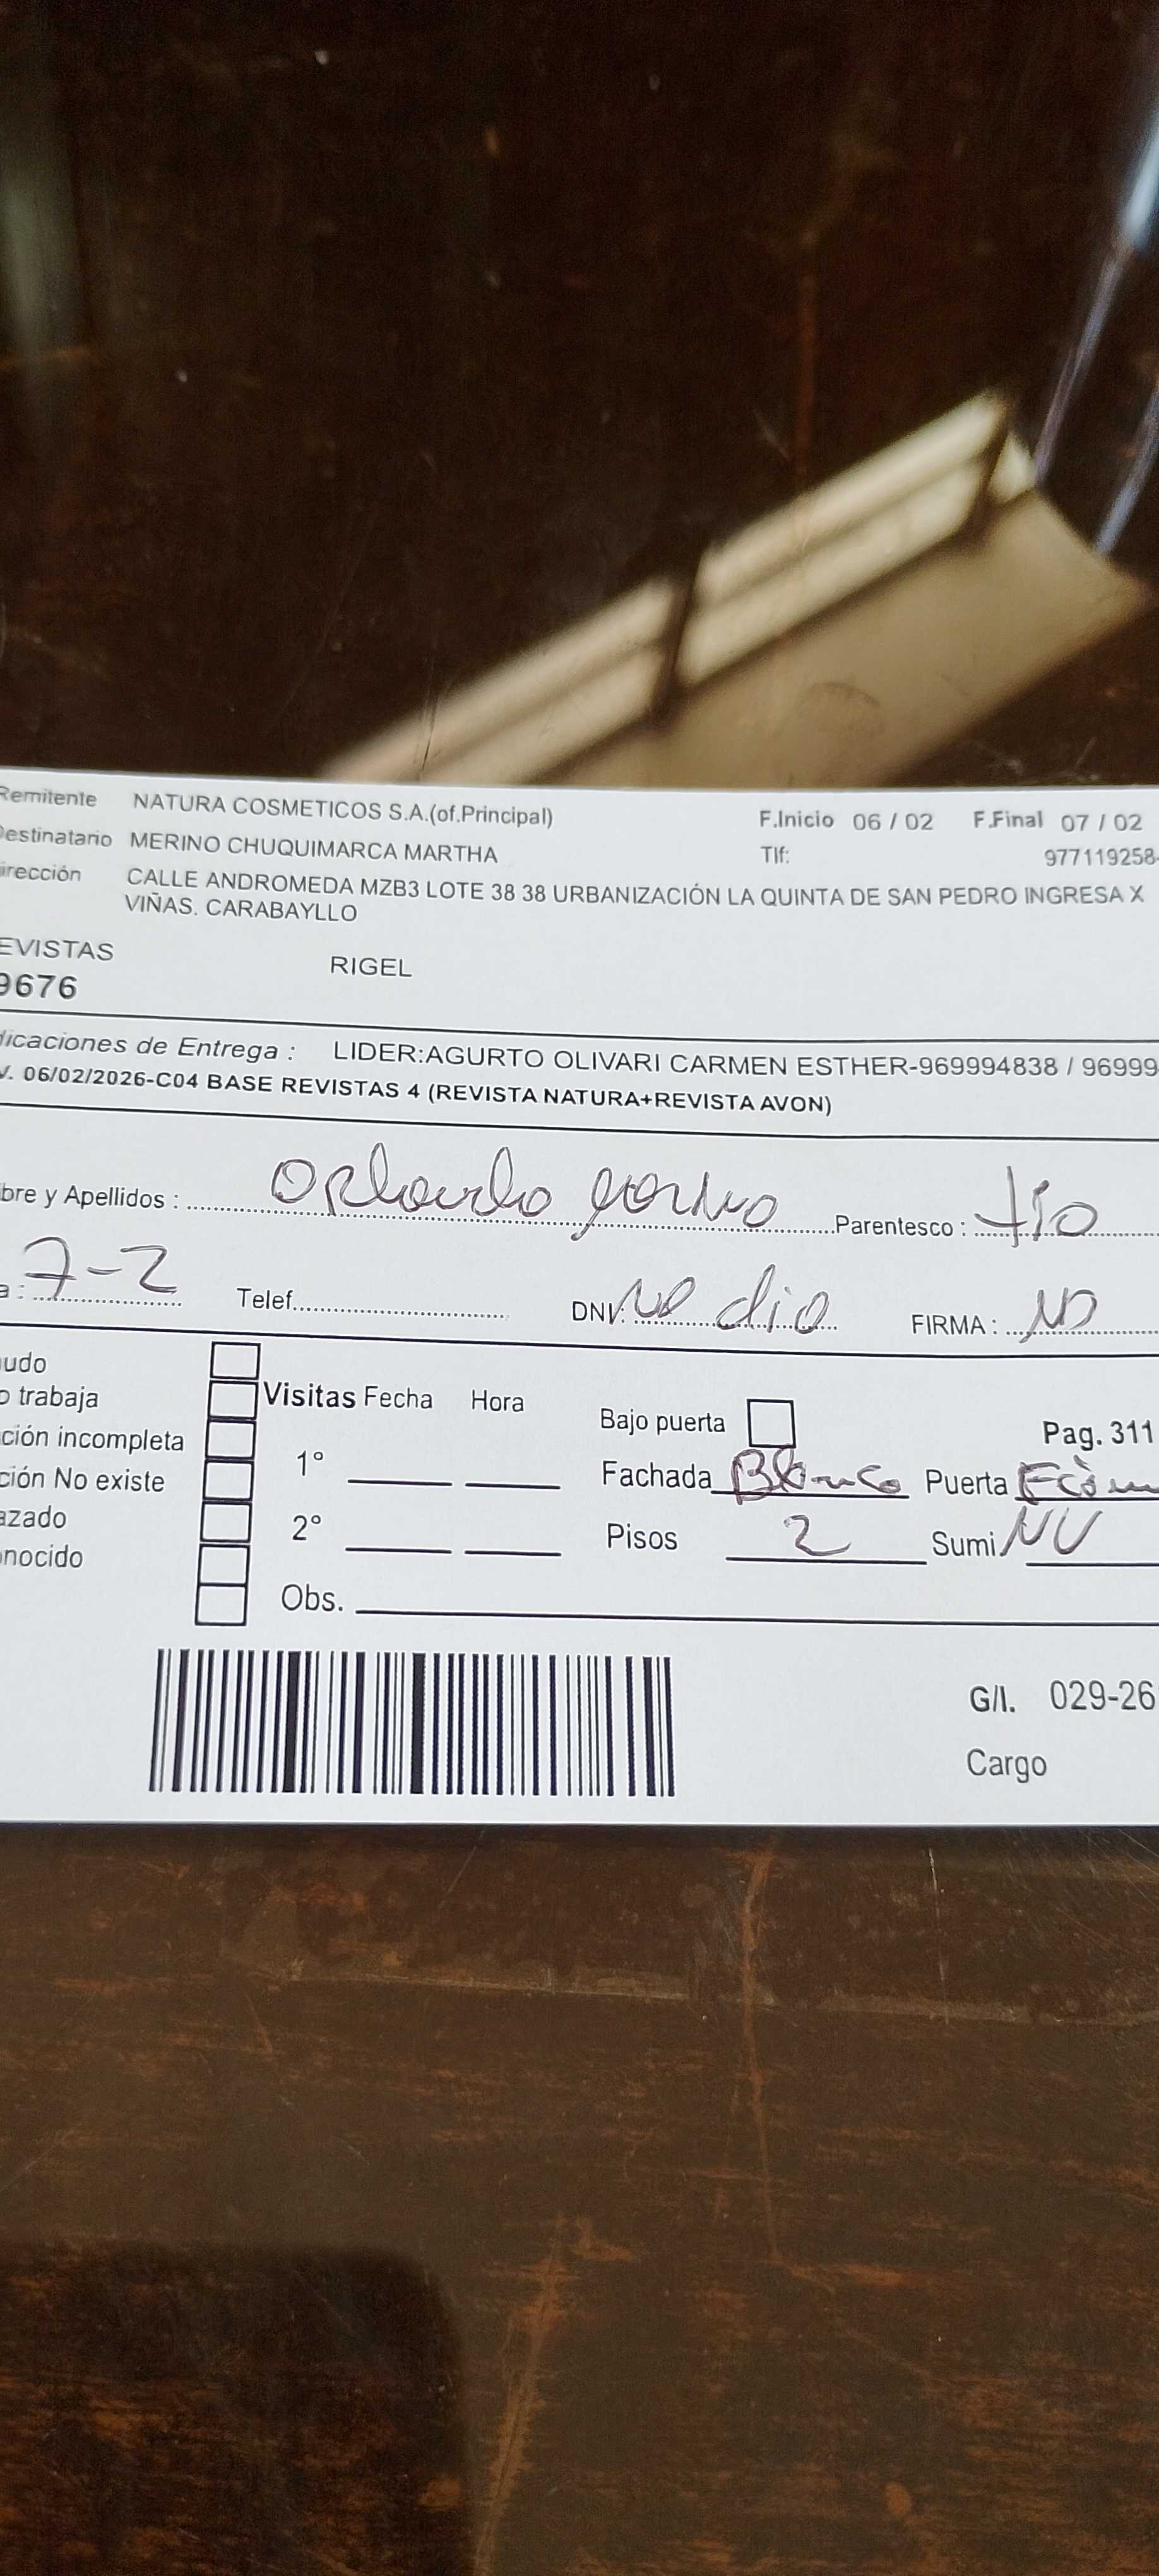 Remitente NATURA COSMETICOS S.A.(of.Principal) F.Inicio 06 / 02 F.Final 07 / 02
Destinatario MERINO CHUQUIMARCA MARTHA Tlf: 977119258
irección CALLE ANDROMEDA MZB3 LOTE 38 38 URBANIZACIÓN LA QUINTA DE SAN PEDRO INGRESA X
VIÑAS. CARABAYLLO
EVISTAS RIGEL
9676
dicaciones de Entrega : LIDER:AGURTO OLIVARI CARMEN ESTHER-969994838 / 96999
V. 06/02/2026-C04 BASE REVISTAS 4 (REVISTA NATURA+REVISTA AVON)
bre y Apellidos : Orlando Parentesco : tío
a : 7-2 Telef. DNI: no dio FIRMA : NO
udo
o trabaja Visitas Fecha Hora Bajo puerta Pag. 311
ción incompleta
ción No existe 1° Fachada Blanco Puerta
azado 2° Pisos 2 Sumi NV
nocido
Obs.
G/I. 029-26
Cargo